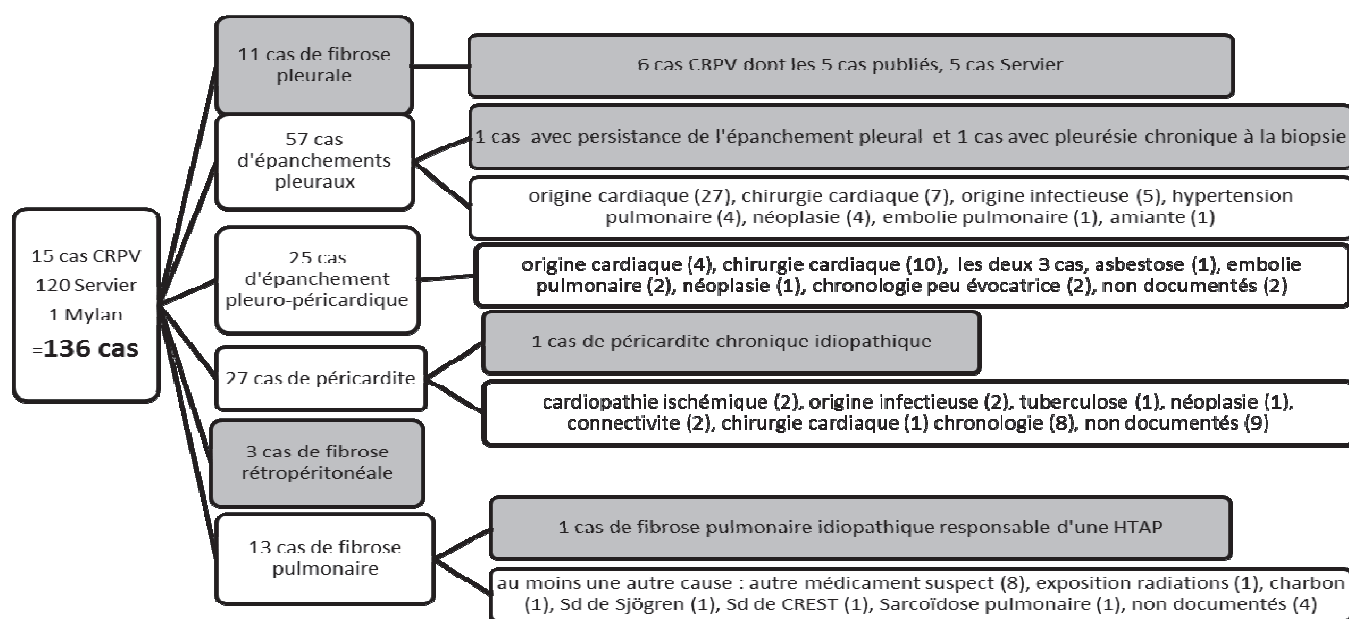 15 cas CRPV
120 Servier
1 Mylan
=136 cas
11 cas de fibrose
pleurale
6 cas CRPV dont les 5 cas publiés, 5 cas Servier
57 cas
d'épanchements
pleuraux
1 cas avec persistance de l'épanchement pleural et 1 cas avec pleurésie chronique à la biopsie
origine cardiaque (27), chirurgie cardiaque (7), origine infectieuse (5), hypertension
pulmonaire (4), néoplasie (4), embolie pulmonaire (1), amiante (1)
25 cas
d'épanchement
pleuro-péricardique
origine cardiaque (4), chirurgie cardiaque (10), les deux 3 cas, asbestose (1), embolie
pulmonaire (2), néoplasie (1), chronologie peu évocatrice (2), non documentés (2)
27 cas de péricardite
1 cas de péricardite chronique idiopathique
cardiopathie ischémique (2), origine infectieuse (2), tuberculose (1), néoplasie (1),
connectivite (2), chirurgie cardiaque (1) chronologie (8), non documentés (9)
3 cas de fibrose
rétropéritonéale
13 cas de fibrose
pulmonaire
1 cas de fibrose pulmonaire idiopathique responsable d'une HTAP
au moins une autre cause : autre médicament suspect (8), exposition radiations (1), charbon
(1), Sd de Sjögren (1), Sd de CREST (1), Sarcoïdose pulmonaire (1), non documentés (4)